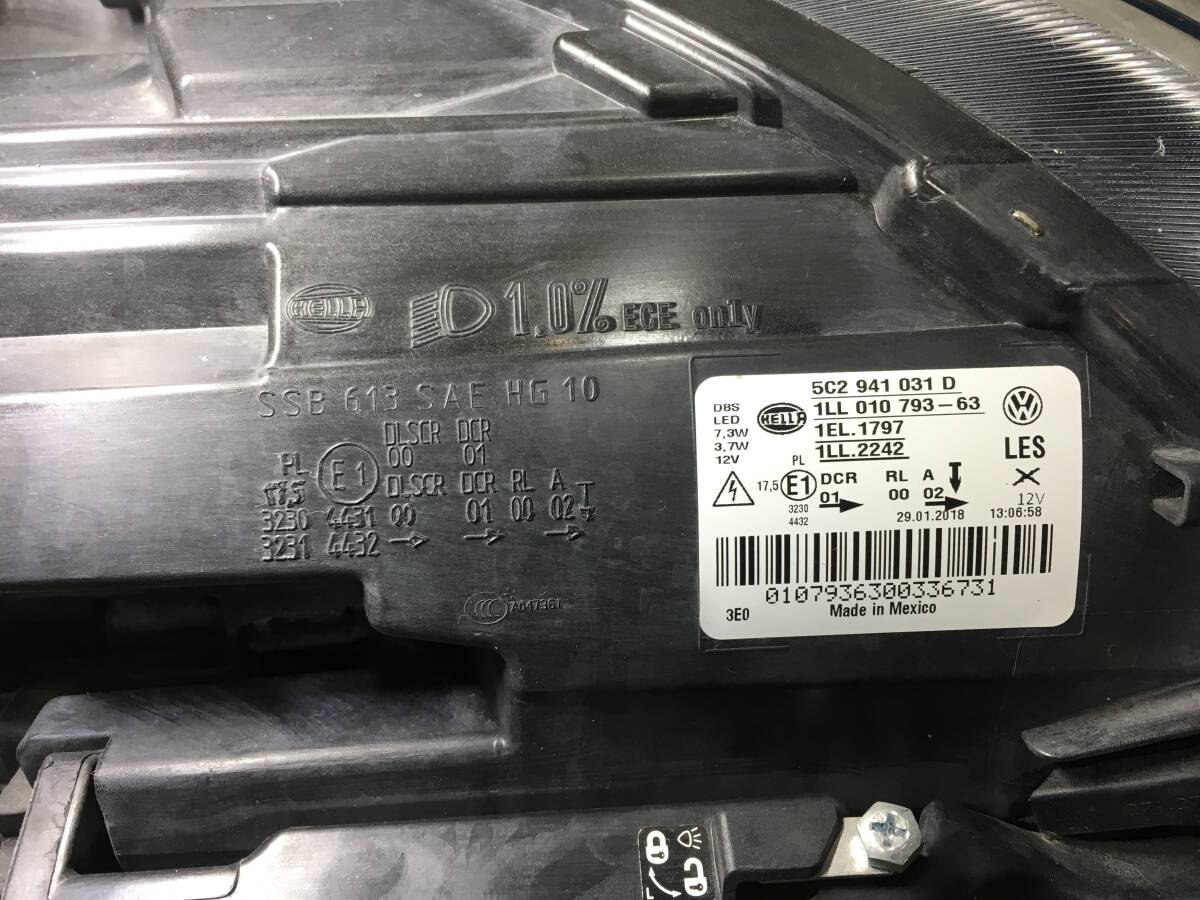 HELLA
1,0% ECE only
SSB 613 SAE HG 10
DLSCR DCR
00 01
PL E1 DLSCR DCR RL A
17,5 00 01 00 02
3230 4431
3231 4432
CCC A047361
5C2 941 031 D
D8S
LED
7,3W
3,7W
12V
HELLA
1LL 010 793-63
1EL.1797
1LL.2242
VW
LES
12V
PL
17,5 E1 DCR RL A
01 00 02
3230
4432
29.01.2018 13:06:58
0107936300336731
3E0
Made in Mexico